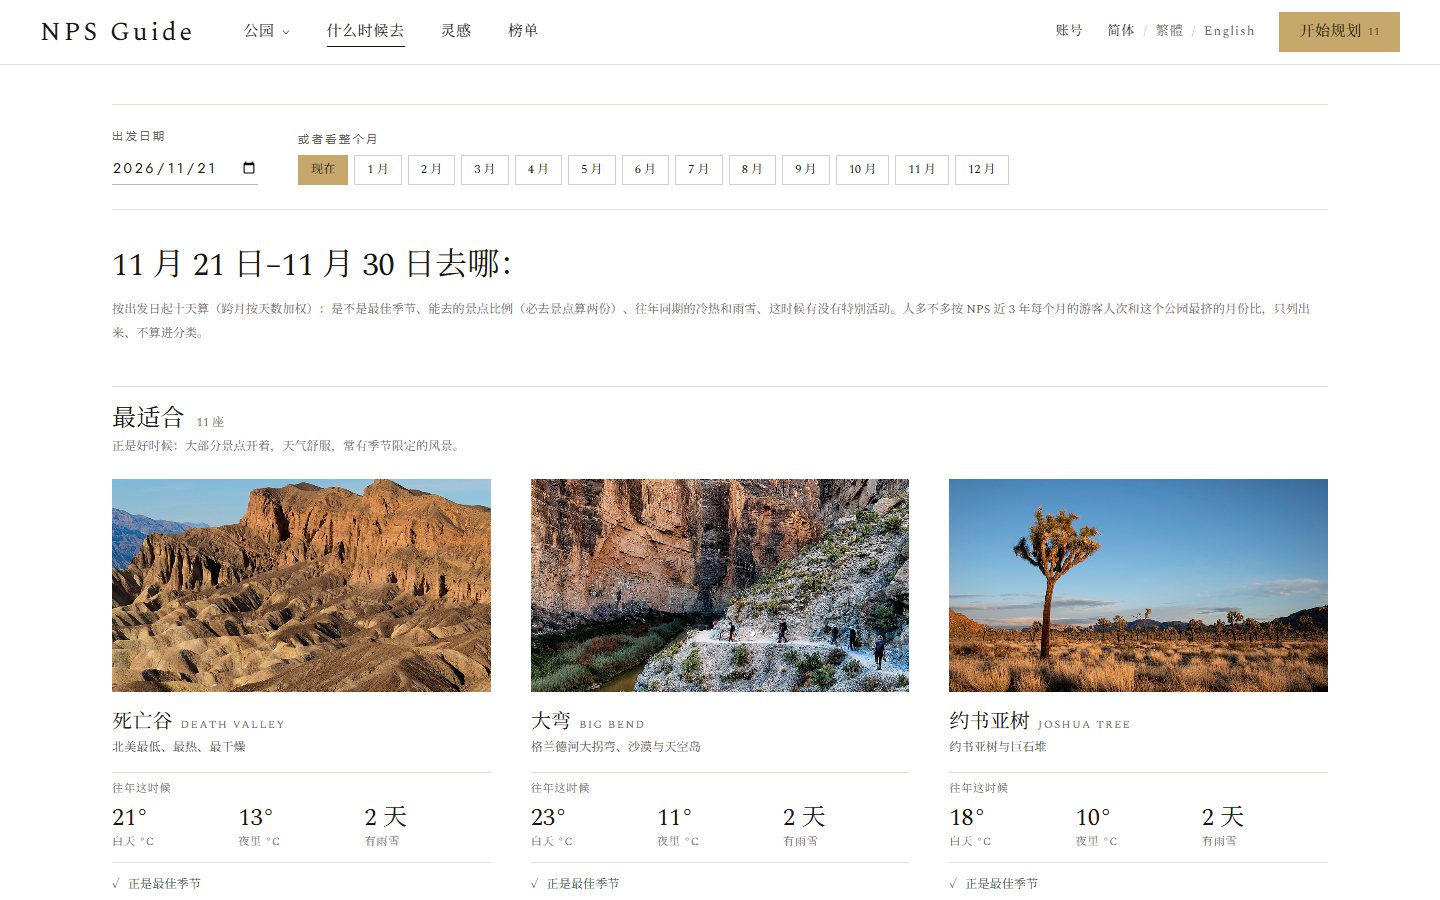 NPS Guide
公园
什么时候去
灵感
榜单
账号
简体 / 繁體 / English
开始规划 11
出发日期
2026/11/21
或者看整个月
现在
1 月
2 月
3 月
4 月
5 月
6 月
7 月
8 月
9 月
10 月
11 月
12 月
11 月 21 日–11 月 30 日去哪：
按出发日起十天算（跨月按天数加权）：是不是最佳季节、能去的景点比例（必去景点算两份）、往年同期的冷热和雨雪、这时候有没有特别活动。人多不多按 NPS 近 3 年每个月的游客人次和这个公园最挤的月份比，只列出
来、不算进分类。
最适合 11 座
正是好时候：大部分景点开着，天气舒服，常有季节限定的风景。
死亡谷 DEATH VALLEY
北美最低、最热、最干燥
往年这时候
21° 13° 2 天
白天 °C 夜里 °C 有雨雪
√ 正是最佳季节
大弯 BIG BEND
格兰德河大拐弯、沙漠与天空岛
往年这时候
23° 11° 2 天
白天 °C 夜里 °C 有雨雪
√ 正是最佳季节
约书亚树 JOSHUA TREE
约书亚树与巨石堆
往年这时候
18° 10° 2 天
白天 °C 夜里 °C 有雨雪
√ 正是最佳季节